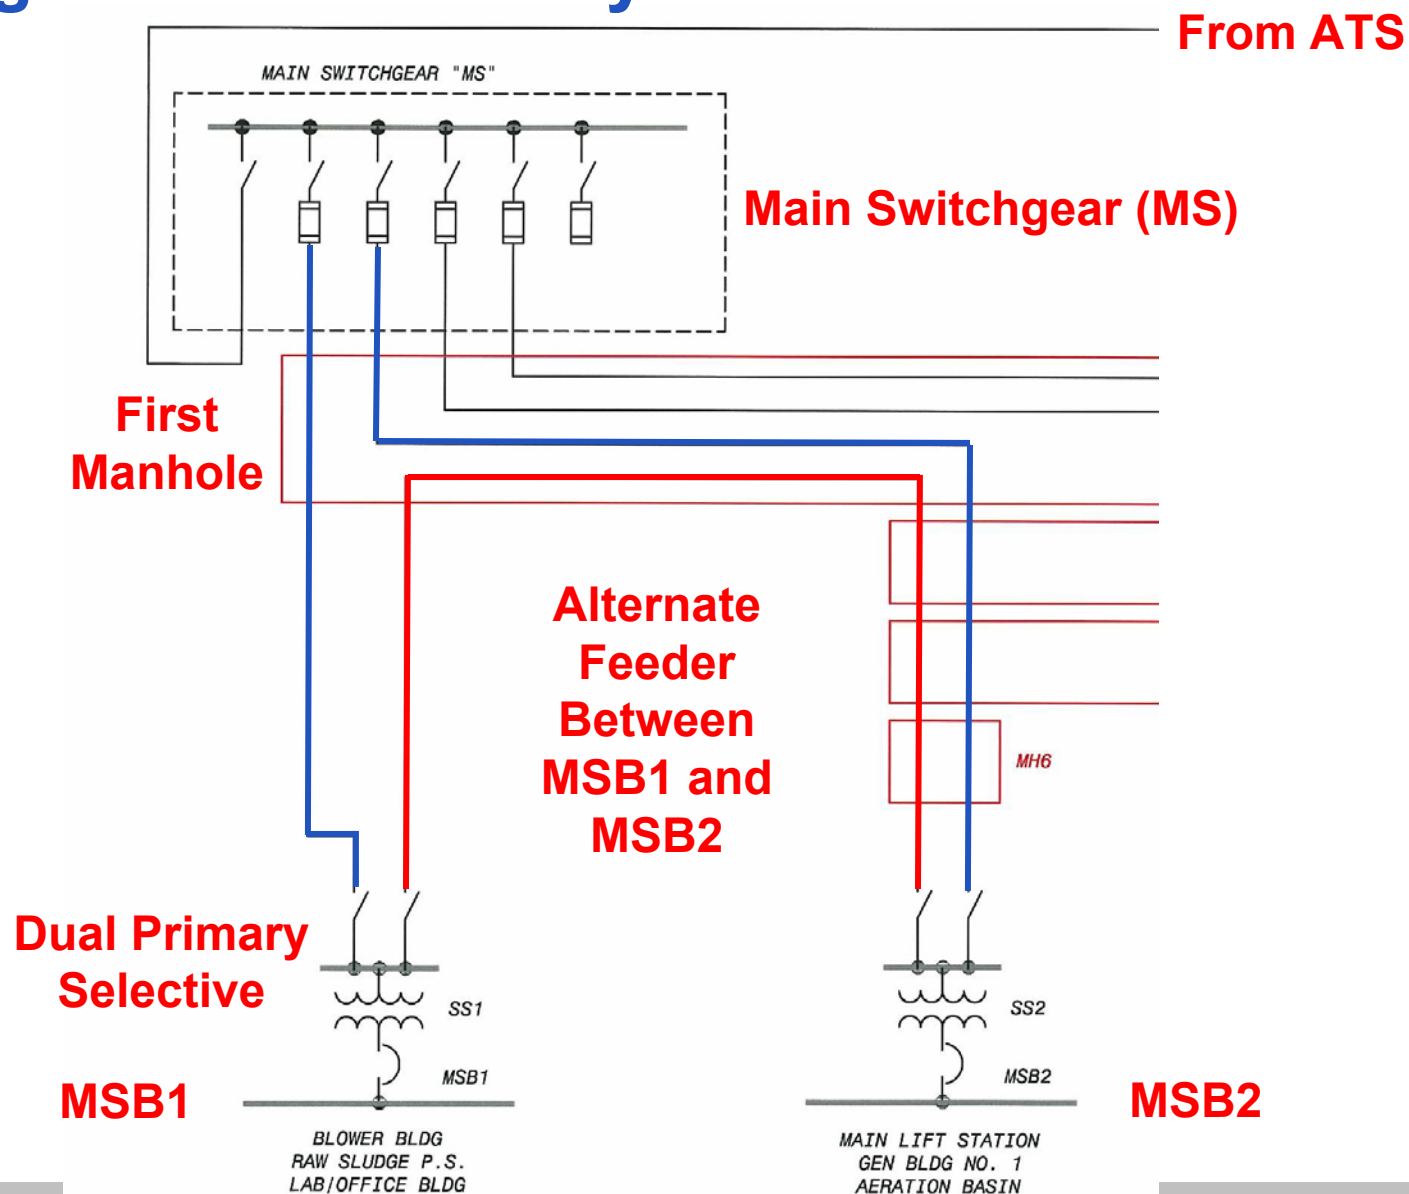 From ATS
MAIN SWITCHGEAR "MS"
Main Switchgear (MS)
First
Manhole
Alternate
Feeder
Between
MSB1 and
MSB2
MH6
Dual Primary
Selective
SS1
SS2
MSB1
MSB2
MSB1
MSB2
BLOWER BLDG
RAW SLUDGE P.S.
LAB/OFFICE BLDG
MAIN LIFT STATION
GEN BLDG NO. 1
AERATION BASIN